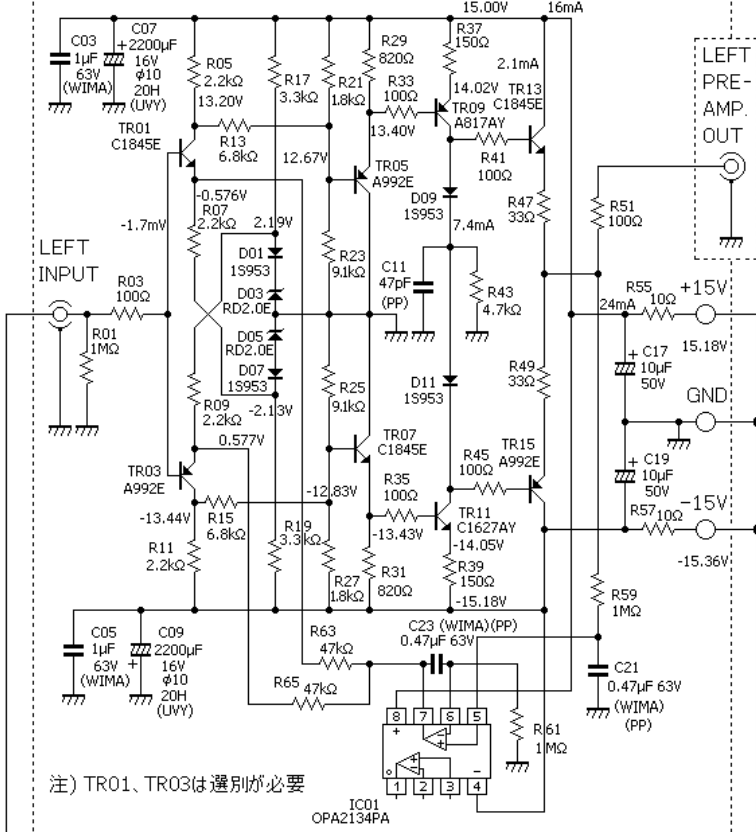 15.00V
16mA
C03
1μF
63V
(WIMA)
C07
+
2200μF
16V
φ10
20H
(UVY)
R05
2.2kΩ
13.20V
R17
3.3kΩ
R21
1.8kΩ
R29
820Ω
R33
100Ω
13.40V
R37
150Ω
14.02V
2.1mA
TR13
C1845E
TR09
A817AY
LEFT
PRE-
AMP.
OUT
TR01
C1845E
R13
6.8kΩ
12.67V
TR05
A992E
R41
100Ω
-0.576V
R07
2.2kΩ
2.19V
D09
1S953
R47
33Ω
R51
100Ω
-1.7mV
7.4mA
LEFT
INPUT
D01
1S953
D03
RD2.0E
R23
9.1kΩ
C11
47pF
(PP)
R43
4.7kΩ
R03
100Ω
R01
1MΩ
D05
RD2.0E
D07
1S953
-2.13V
24mA
R55
10Ω
+15V
15.18V
+
C17
10μF
50V
R09
2.2kΩ
0.577V
R25
9.1kΩ
D11
1S953
R49
33Ω
GND
TR03
A992E
TR07
C1845E
R45
100Ω
TR15
A992E
+
C19
10μF
50V
-13.44V
R15
6.8kΩ
-12.83V
R35
100Ω
-13.43V
TR11
C1627AY
-14.05V
R57
10Ω
-15V
-15.36V
R11
2.2kΩ
R19
3.3kΩ
R27
1.8kΩ
R31
820Ω
R39
150Ω
-15.18V
R59
1MΩ
C05
1μF
63V
(WIMA)
C09
2200μF
+
16V
φ10
20H
(UVY)
R63
47kΩ
R65
47kΩ
C23 (WIMA)(PP)
0.47μF 63V
C21
0.47μF 63V
(WIMA)
(PP)
R61
1MΩ
8 7 6 5
+
-
+
-
+
-
1 2 3 4
IC01
OPA2134PA
注) TR01、TR03は選別が必要